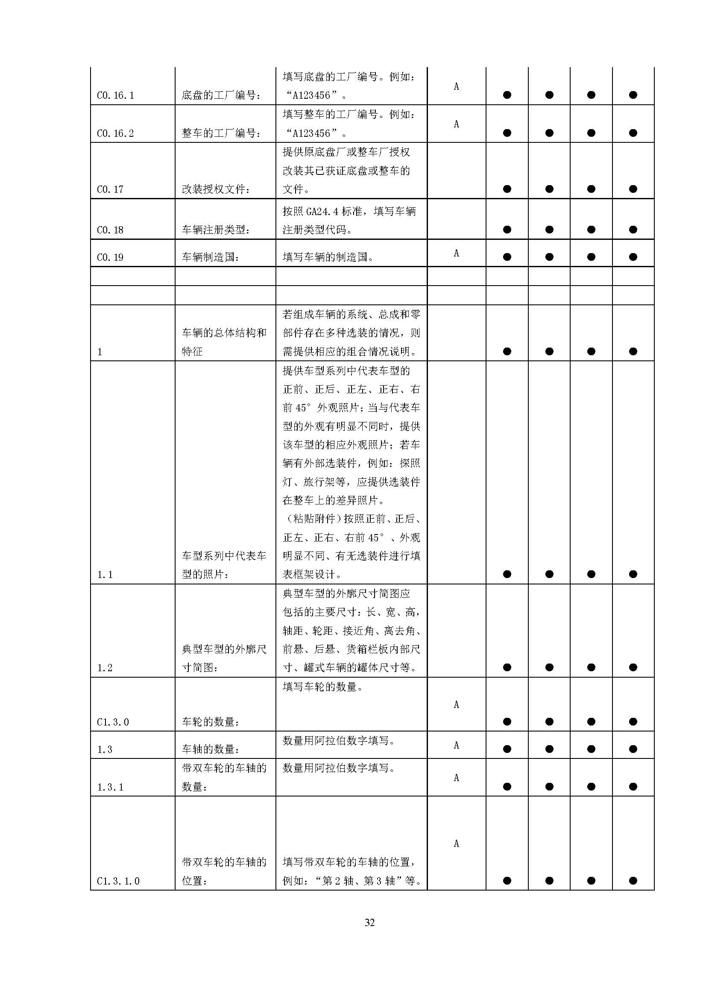 填写底盘的工厂编号。例如：
A
C0.16.1 底盘的工厂编号： “A123456”。 ● ● ● ●
填写整车的工厂编号。例如：
A
C0.16.2 整车的工厂编号： “A123456”。 ● ● ● ●
提供原底盘厂或整车厂授权
改装其已获证底盘或整车的
C0.17 改装授权文件： 文件。 ● ● ● ●
按照 GA24.4 标准，填写车辆
C0.18 车辆注册类型： 注册类型代码。 ● ● ● ●
C0.19 车辆制造国： 填写车辆的制造国。 A ● ● ● ●
若组成车辆的系统、总成和零
车辆的总体结构和 部件存在多种选装的情况，则
1 特征 需提供相应的组合情况说明。 ● ● ● ●
提供车型系列中代表车型的
正前、正后、正左、正右、右
前 45°外观照片；当与代表车
型的外观有明显不同时，提供
该车型的相应外观照片；若车
辆有外部选装件，例如：探照
灯、旅行架等，应提供选装件
在整车上的差异照片。
（粘贴附件）按照正前、正后、
正左、正右、右前 45°、外观
车型系列中代表车 明显不同、有无选装件进行填
1.1 型的照片： 表框架设计。 ● ● ● ●
典型车型的外廓尺寸简图应
包括的主要尺寸：长、宽、高，
轴距、轮距、接近角、离去角、
典型车型的外廓尺 前悬、后悬、货箱栏板内部尺
1.2 寸简图： 寸、罐式车辆的罐体尺寸等。 ● ● ● ●
填写车轮的数量。
A
C1.3.0 车轮的数量： ● ● ● ●
数量用阿拉伯数字填写。
1.3 车轴的数量： A ● ● ● ●
带双车轮的车轴的 数量用阿拉伯数字填写。
A
1.3.1 数量： ● ● ● ●
A
带双车轮的车轴的 填写带双车轮的车轴的位置，
C1.3.1.0 位置： 例如：“第 2 轴、第 3 轴”等。 ● ● ● ●
32